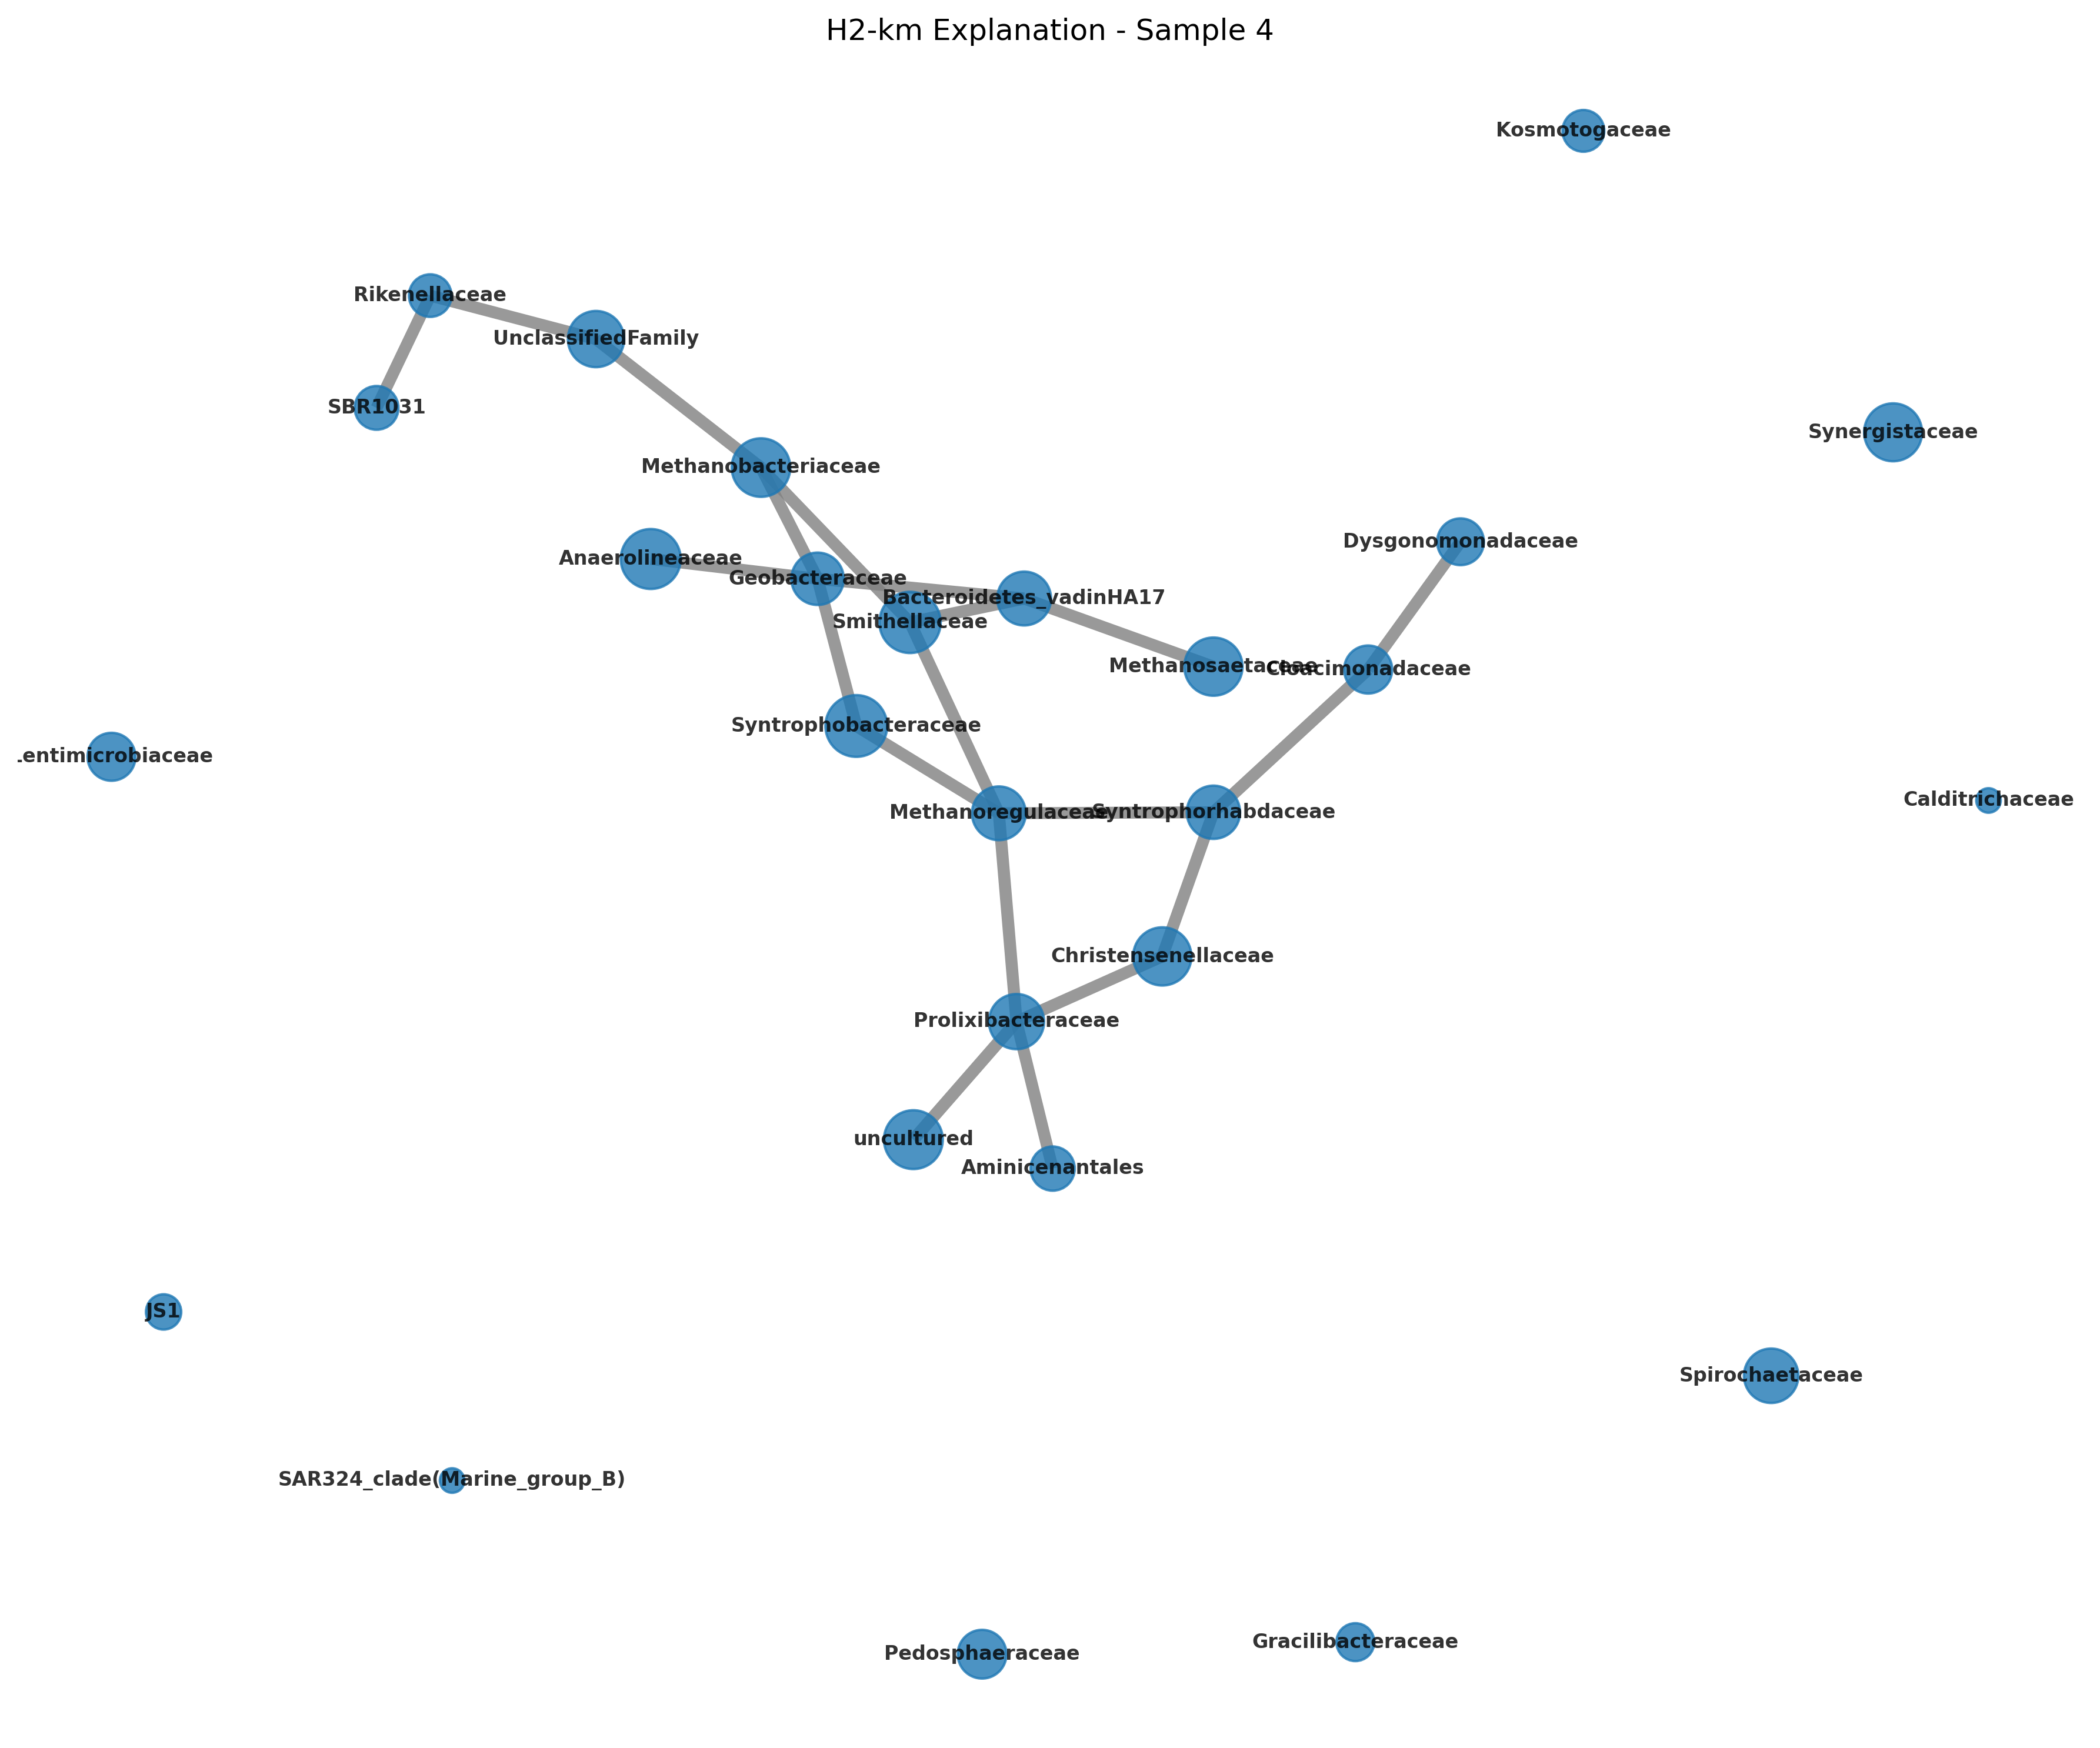 H2-km Explanation - Sample 4
Kosmotogaceae
Rikenellaceae
UnclassifiedFamily
SBR1031
Synergistaceae
Methanobacteriaceae
Dysgonomonadaceae
Anaerolineaceae
Geobacteraceae
Bacteroidetes_vadinHA17
Smithellaceae
Methanosaetaceae
Cloacimonadaceae
Syntrophobacteraceae
entimicrobiaceae
Calditrichaceae
Methanoregulaceae
Syntrophorhabdaceae
Christensenellaceae
Prolixibacteraceae
uncultured
Aminicenantales
JS1
Spirochaetaceae
SAR324_clade(Marine_group_B)
Gracilibacteraceae
Pedosphaeraceae